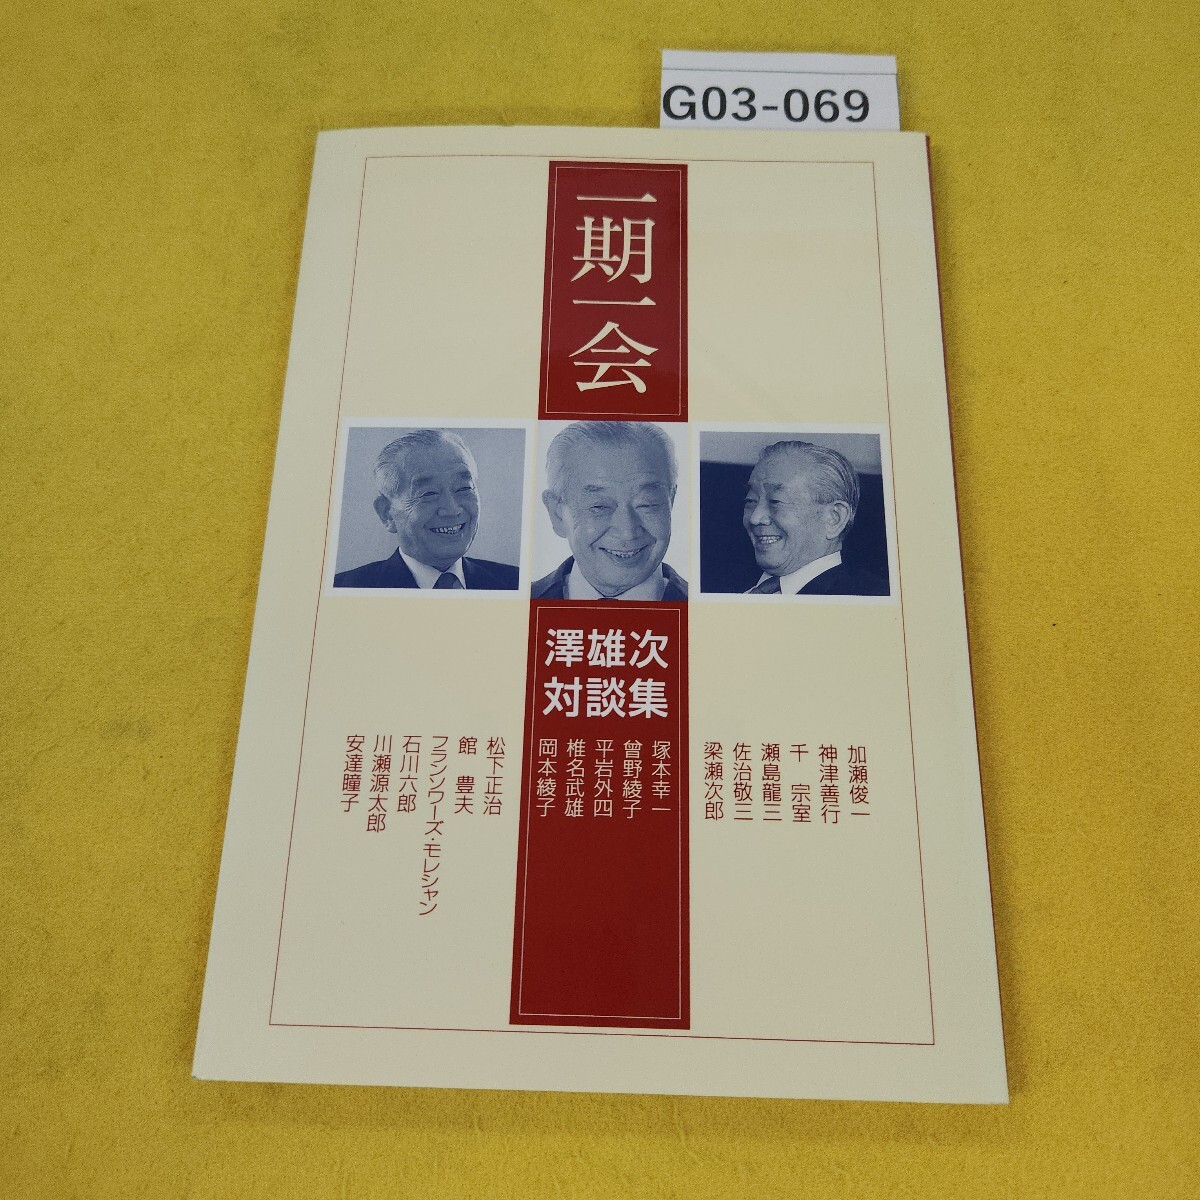 G03-069
一期一会
澤雄次
対談集
加瀬俊一
神津善行
千 宗室
瀬島龍三
佐治敬三
梁瀬次郎
塚本幸一
曾野綾子
平岩外四
椎名武雄
岡本綾子
松下正治
館 豊夫
フランソワーズ・モレシャン
石川六郎
川瀬源太郎
安達瞳子